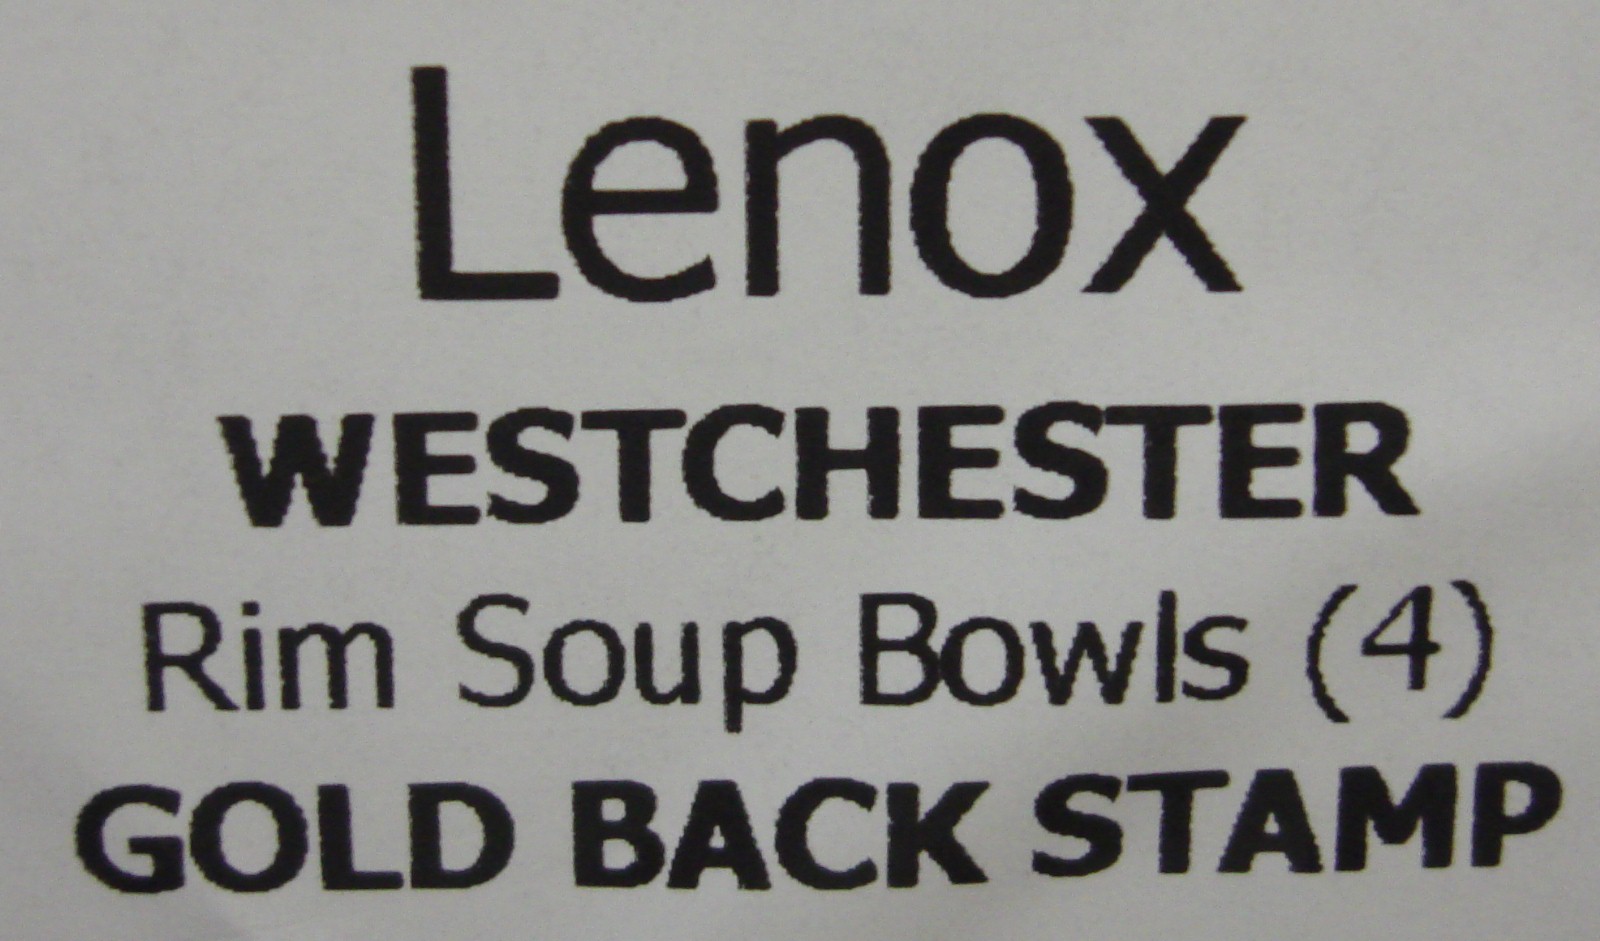 Lenox
WESTCHESTER
Rim Soup Bowls (4)
GOLD BACK STAMP